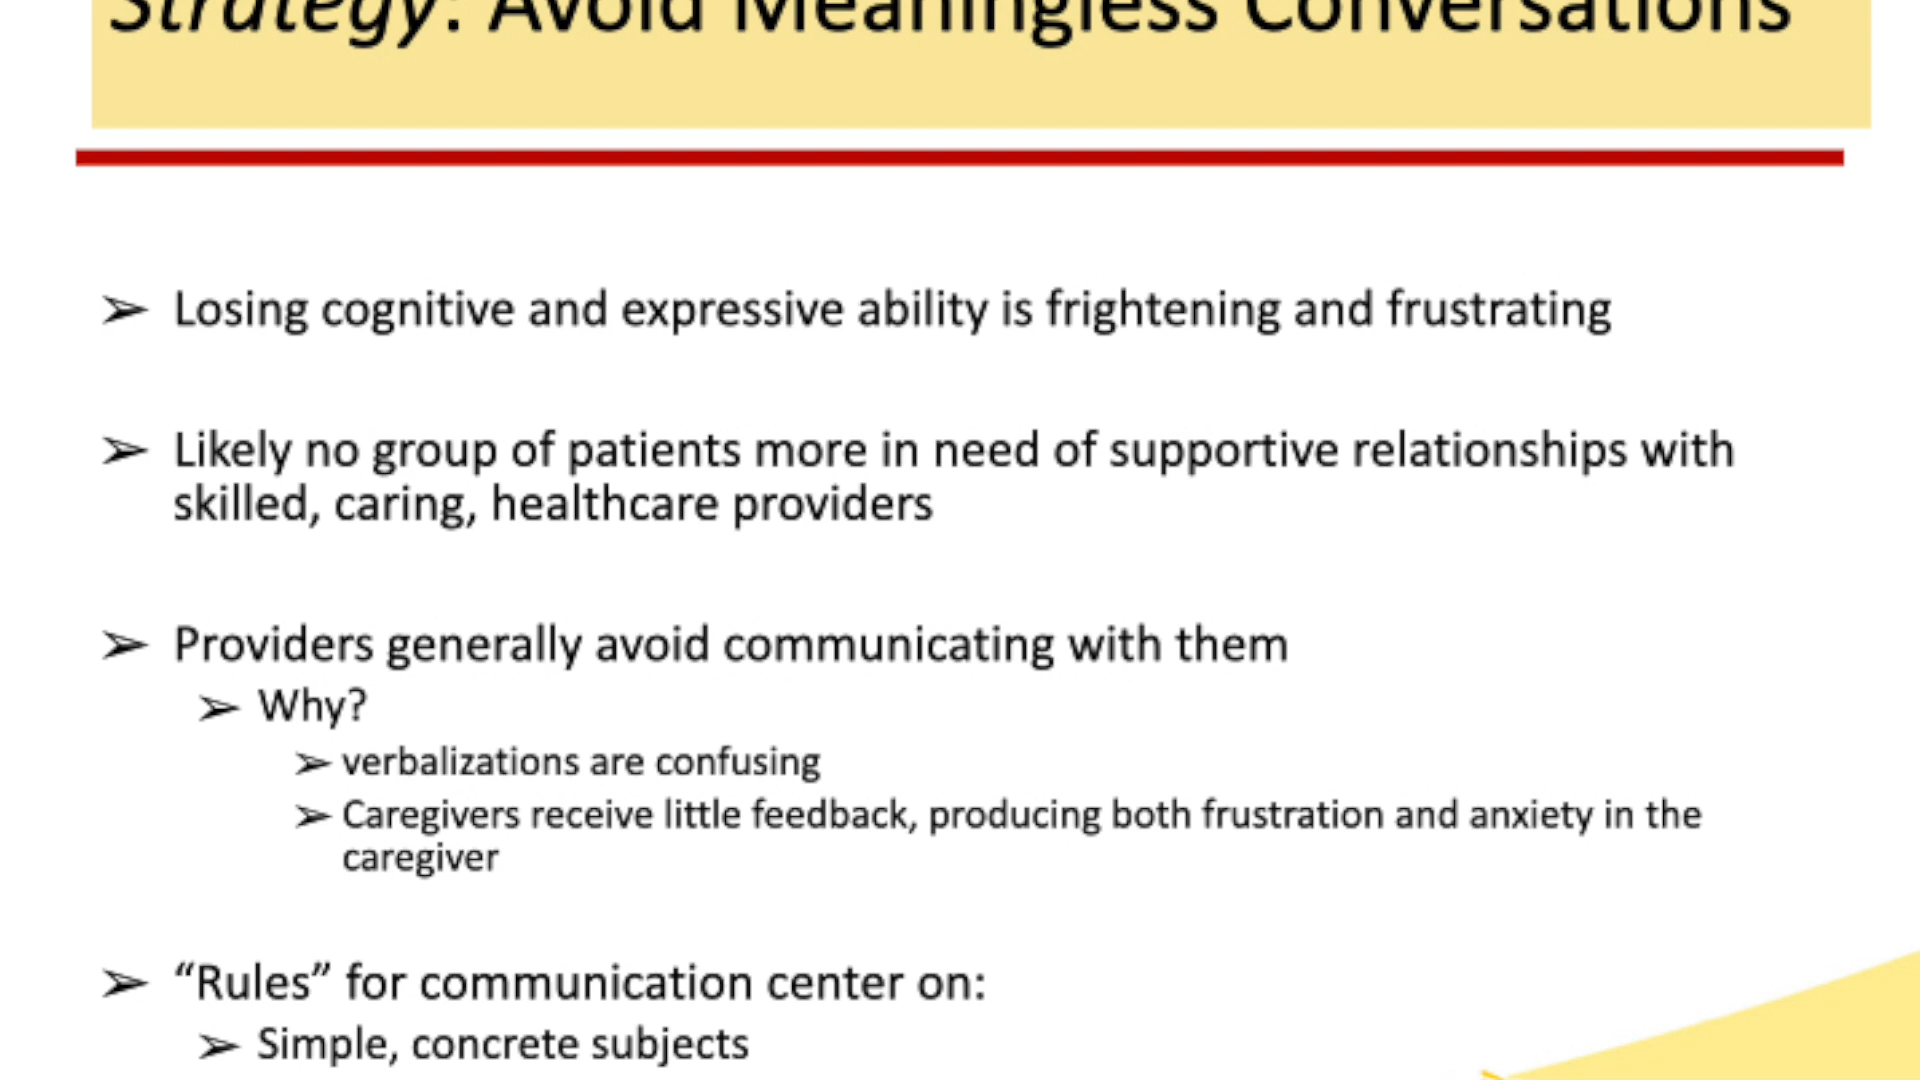 Strategy: Avoid Meaningless Conversations
➢ Losing cognitive and expressive ability is frightening and frustrating
➢ Likely no group of patients more in need of supportive relationships with
skilled, caring, healthcare providers
➢ Providers generally avoid communicating with them
➢ Why?
➢ verbalizations are confusing
➢ Caregivers receive little feedback, producing both frustration and anxiety in the
caregiver
➢ “Rules” for communication center on:
➢ Simple, concrete subjects